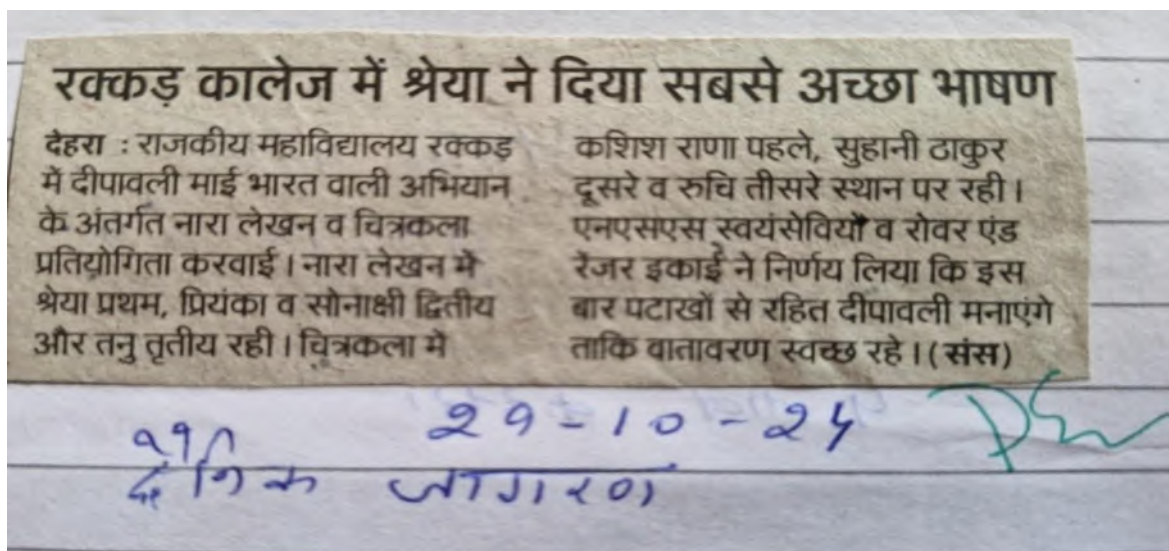 रक्कड़ कालेज में श्रेया ने दिया सबसे अच्छा भाषण
देहरा : राजकीय महाविद्यालय रक्कड़
में दीपावली माई भारत वाली अभियान
के अंतर्गत नारा लेखन व चित्रकला
प्रतियोगिता करवाई। नारा लेखन में
श्रेया प्रथम, प्रियंका व सोनाक्षी द्वितीय
और तनु तृतीय रही। चित्रकला में
कशिश राणा पहले, सुहानी ठाकुर
दूसरे व रुचि तीसरे स्थान पर रही।
एनएसएस स्वयंसेवियों व रोवर एंड
रेंजर इकाई ने निर्णय लिया कि इस
बार पटाखों से रहित दीपावली मनाएंगे
ताकि वातावरण स्वच्छ रहे। (संस)
29-10-24
दैनिक जागरण